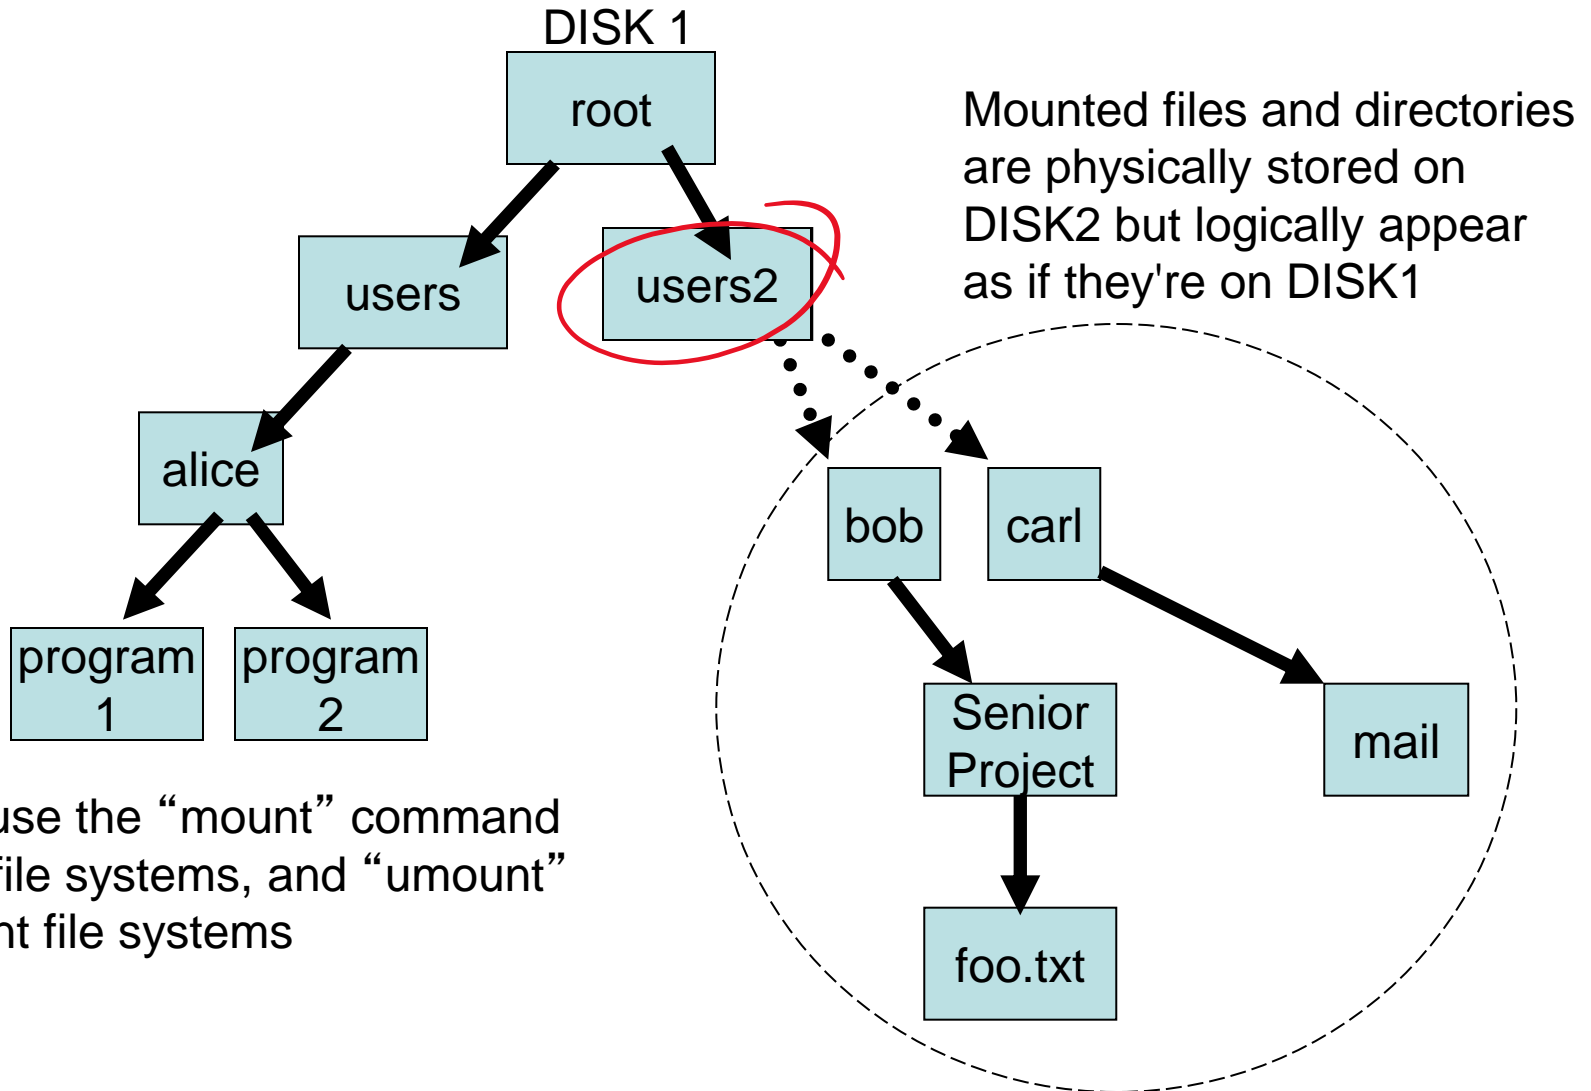 DISK 1
root
Mounted files and directories
are physically stored on
DISK2 but logically appear
as if they're on DISK1
users
users2
alice
bob
carl
program
1
program
2
Senior
Project
mail
use the “mount” command
file systems, and “umount”
nt file systems
foo.txt